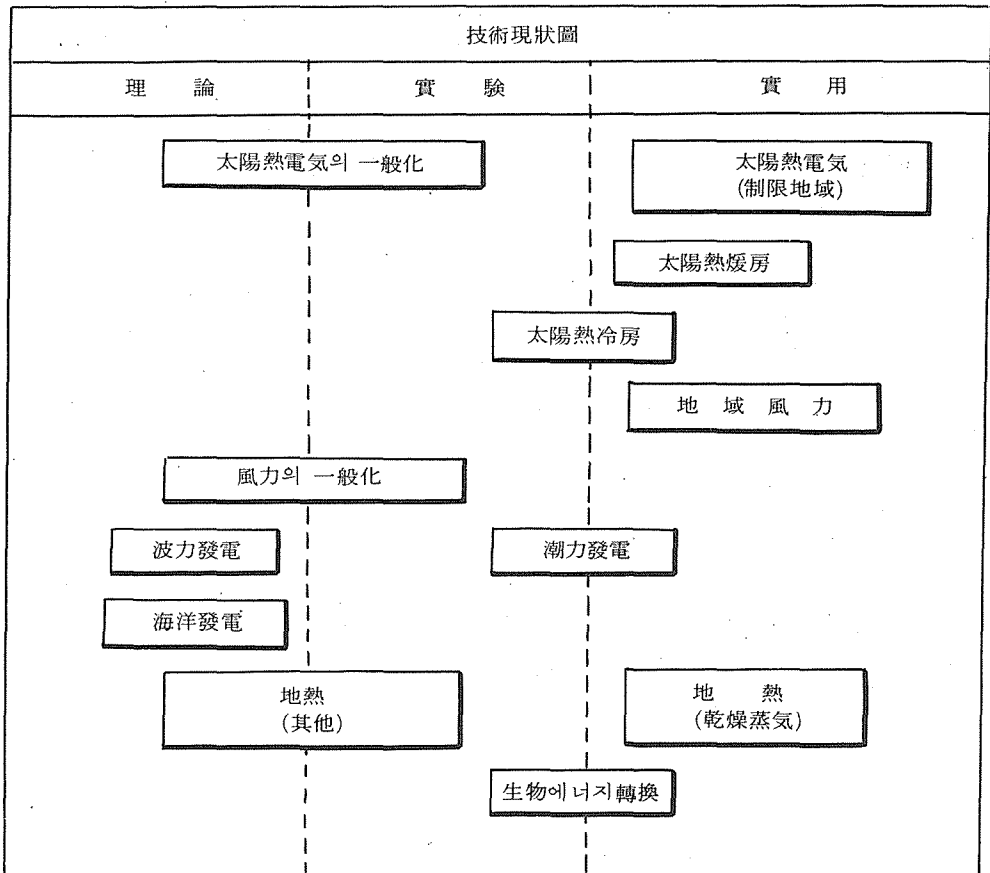 技術現狀圖
理 論 實 驗 實 用
太陽熱電気의 一般化
太陽熱電気
(制限地域)
太陽熱煖房
太陽熱冷房
地 域 風 力
風力의 一般化
波力發電
潮力發電
海洋發電
地熱
(其他)
地 熱
(乾燥蒸気)
生物에너지轉換